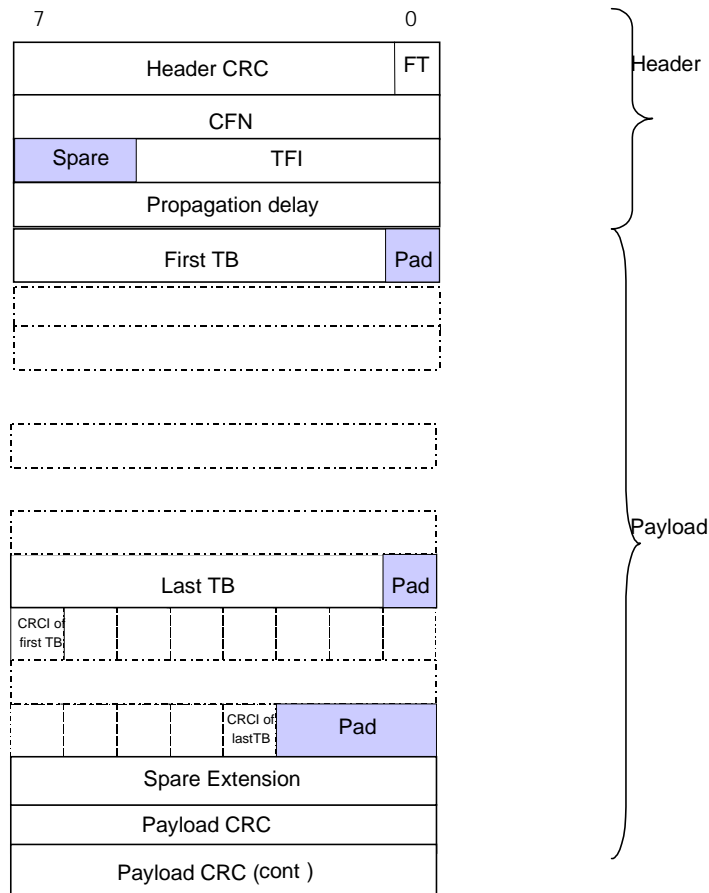 7 0
Header CRC FT
Header
CFN
Spare TFI
Propagation delay
First TB Pad
Payload
Last TB Pad
CRCI of
first TB
CRCI of
lastTB
Pad
Spare Extension
Payload CRC
Payload CRC (cont )